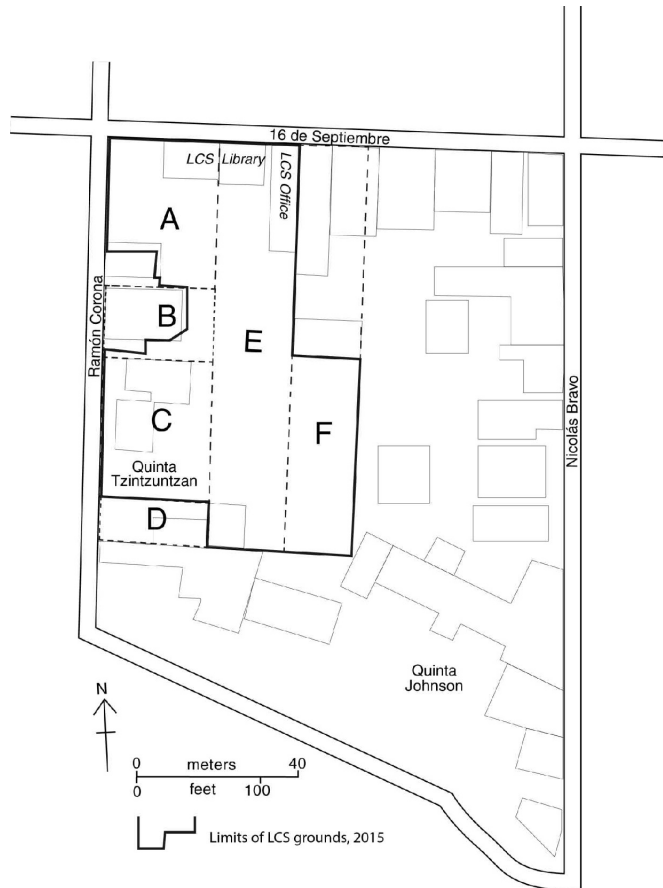 16 de Septiembre
LCS Library
LCS Office
A
B
Ramón Corona
E
Nicolás Bravo
C
F
Quinta
Tzintzuntzan
D
Quinta
Johnson
N
0 meters 40
0 feet 100
Limits of LCS grounds, 2015